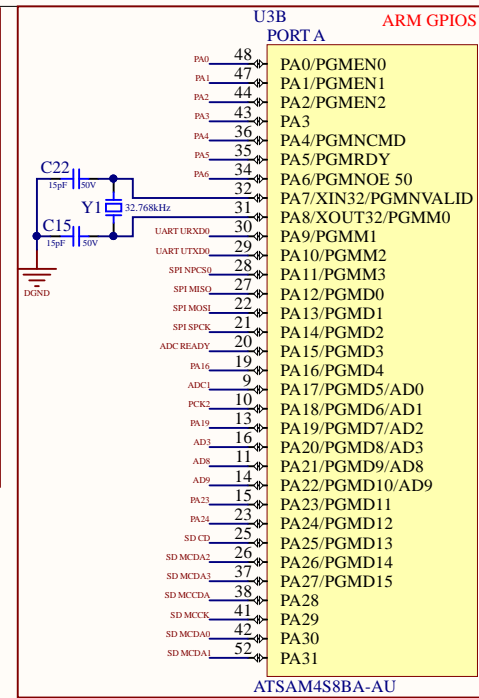 U3B
ARM GPIOS
PORT A
PA0 48 PA0/PGMEN0
PA1 47 PA1/PGMEN1
PA2 44 PA2/PGMEN2
PA3 43 PA3
PA4 36 PA4/PGMNCMD
PA5 35 PA5/PGMRDY
PA6 34 PA6/PGMNOE 50
C22 32 PA7/XIN32/PGMNVALID
15pF 50V
Y1 32.768kHz 31 PA8/XOUT32/PGMM0
C15
15pF 50V
UART URXD0 30 PA9/PGMM1
UART UTXD0 29 PA10/PGMM2
SPI NPCS0 28 PA11/PGMM3
DGND
SPI MISO 27 PA12/PGMD0
SPI MOSI 22 PA13/PGMD1
SPI SPCK 21 PA14/PGMD2
ADC READY 20 PA15/PGMD3
PA16 19 PA16/PGMD4
ADC1 9 PA17/PGMD5/AD0
PCK2 10 PA18/PGMD6/AD1
PA19 13 PA19/PGMD7/AD2
AD3 16 PA20/PGMD8/AD3
AD8 11 PA21/PGMD9/AD8
AD9 14 PA22/PGMD10/AD9
PA23 15 PA23/PGMD11
PA24 23 PA24/PGMD12
SD CD 25 PA25/PGMD13
SD MCDA2 26 PA26/PGMD14
SD MCDA3 37 PA27/PGMD15
SD MCCDA 38 PA28
SD MCCK 41 PA29
SD MCDA0 42 PA30
SD MCDA1 52 PA31
ATSAM4S8BA-AU